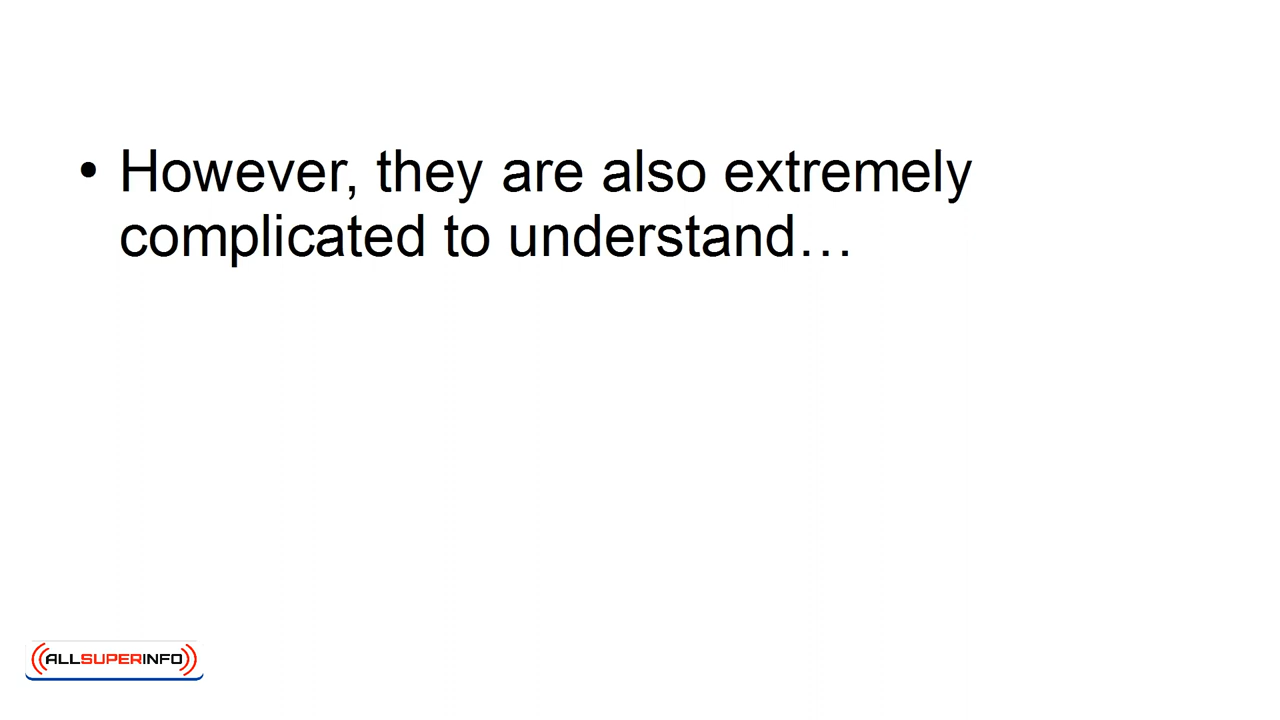 • However, they are also extremely
complicated to understand…
ALLSUPERINFO